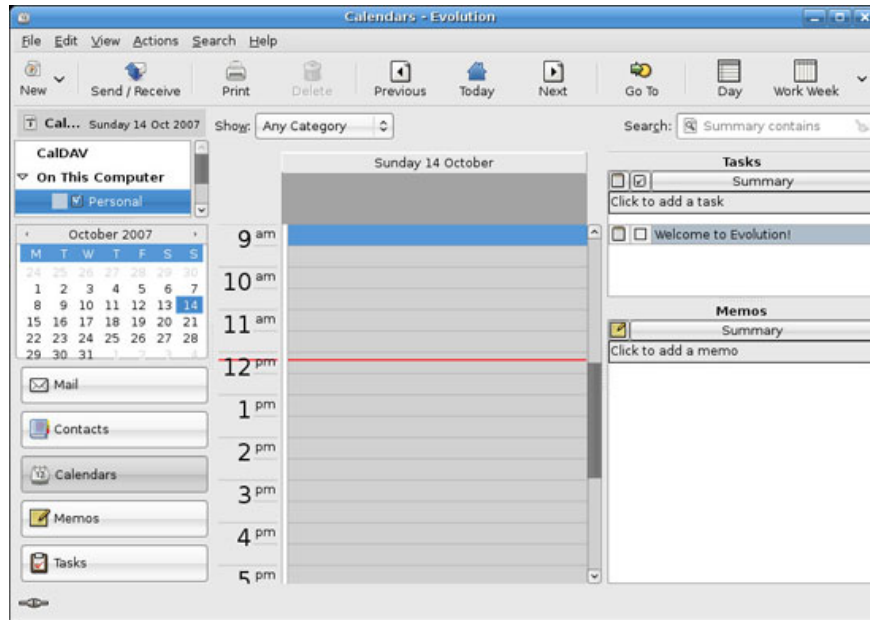 Calendars - Evolution
File Edit View Actions Search Help
New Send / Receive Print Delete Previous Today Next Go To Day Work Week
Cal... Sunday 14 Oct 2007 Show: Any Category Search: Summary contains
CalDAV
On This Computer
Personal
October 2007
M T W T F S S
24 25 26 27 28 29 30
1 2 3 4 5 6 7
8 9 10 11 12 13 14
15 16 17 18 19 20 21
22 23 24 25 26 27 28
29 30 31 1 2 3 4
Mail
Contacts
12 Calendars
Memos
Tasks
Sunday 14 October
9 am
10 am
11 am
12 pm
1 pm
2 pm
3 pm
4 pm
5 pm
Tasks
Summary
Click to add a task
Welcome to Evolution!
Memos
Summary
Click to add a memo